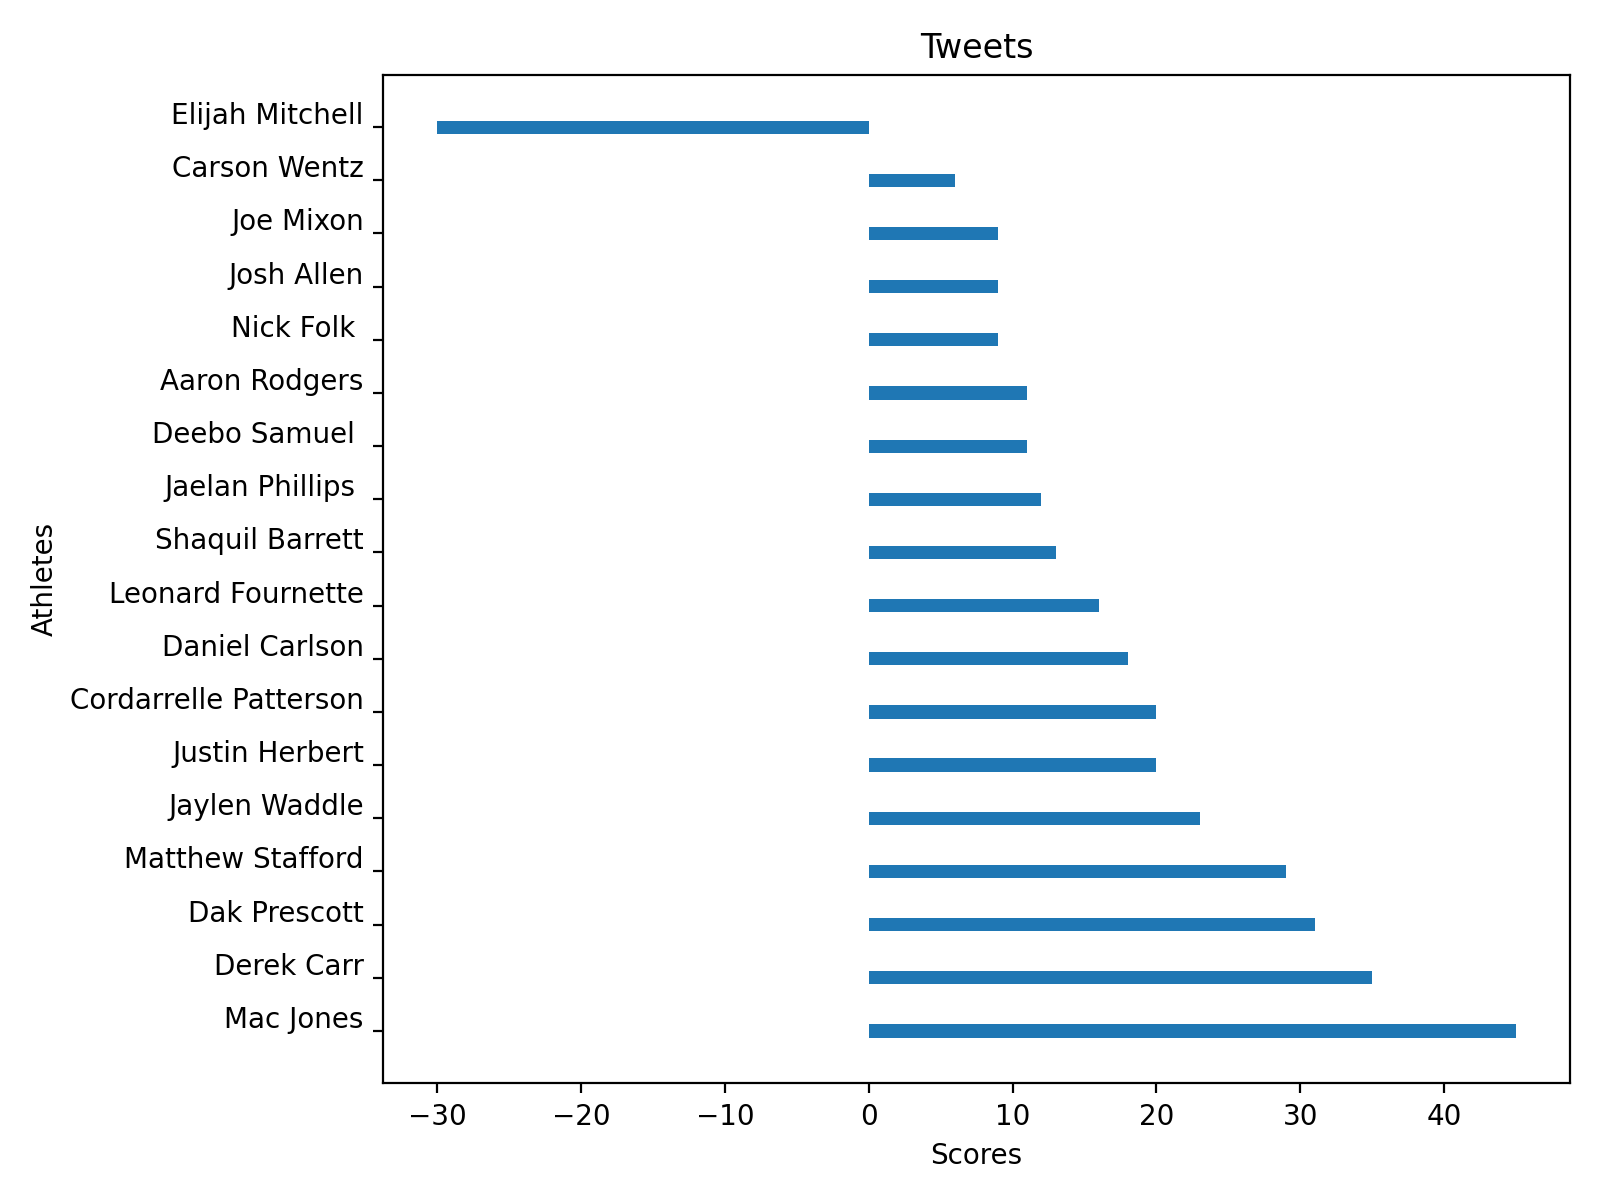 Tweets
Elijah Mitchell
Carson Wentz
Joe Mixon
Josh Allen
Nick Folk
Aaron Rodgers
Deebo Samuel
Jaelan Phillips
Shaquil Barrett
Leonard Fournette
Daniel Carlson
Cordarrelle Patterson
Justin Herbert
Jaylen Waddle
Matthew Stafford
Dak Prescott
Derek Carr
Mac Jones
Athletes
−30 −20 −10 0 10 20 30 40
Scores